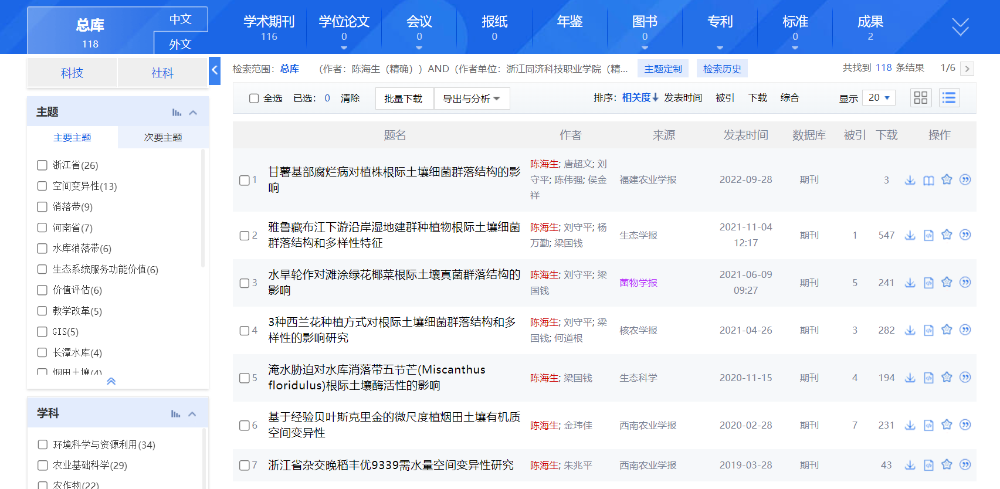 总库
118
中文
外文
学术期刊
116
学位论文
0
会议
0
报纸
0
年鉴
图书
0
专利
标准
0
成果
2
科技
社科
检索范围：总库 （作者：陈海生（精确））AND（作者单位：浙江同济科技职业学院（精... 主题定制 检索历史 共找到 118 条结果 1/6
全选 已选：0 清除 批量下载 导出与分析 排序：相关度 发表时间 被引 下载 综合 显示 20
主题
主要主题 次要主题
浙江省(26)
空间变异性(13)
消落带(9)
河南省(7)
水库消落带(6)
生态系统服务功能价值(6)
价值评估(6)
教学改革(5)
GIS(5)
长潭水库(4)
烟田土壤(4)
学科
环境科学与资源利用(34)
农业基础科学(29)
农作物(22)
题名 作者 来源 发表时间 数据库 被引 下载 操作
1 甘薯基部腐烂病对植株根际土壤细菌群落结构的影
响
陈海生; 唐超文; 刘
守平; 陈伟强; 侯金
祥
福建农业学报 2022-09-28 期刊 3
2 雅鲁藏布江下游沿岸湿地建群种植物根际土壤细菌
群落结构和多样性特征
陈海生; 刘守平; 杨
万勤; 梁国钱
生态学报
2021-11-04
12:17
期刊 1 547
3 水旱轮作对滩涂绿花椰菜根际土壤真菌群落结构的
影响
陈海生; 刘守平; 梁
国钱
菌物学报
2021-06-09
09:27
期刊 5 241
4 3种西兰花种植方式对根际土壤细菌群落结构和多
样性的影响研究
陈海生; 刘守平; 梁
国钱; 何道根
核农学报 2021-04-26 期刊 3 282
5 淹水胁迫对水库消落带五节芒(Miscanthus
floridulus)根际土壤酶活性的影响
陈海生; 梁国钱 生态科学 2020-11-15 期刊 4 194
6 基于经验贝叶斯克里金的微尺度植烟田土壤有机质
空间变异性
陈海生; 金玮佳 西南农业学报 2020-02-28 期刊 7 231
7 浙江省杂交晚稻丰优9339需水量空间变异性研究 陈海生; 朱兆平 西南农业学报 2019-03-28 期刊 43